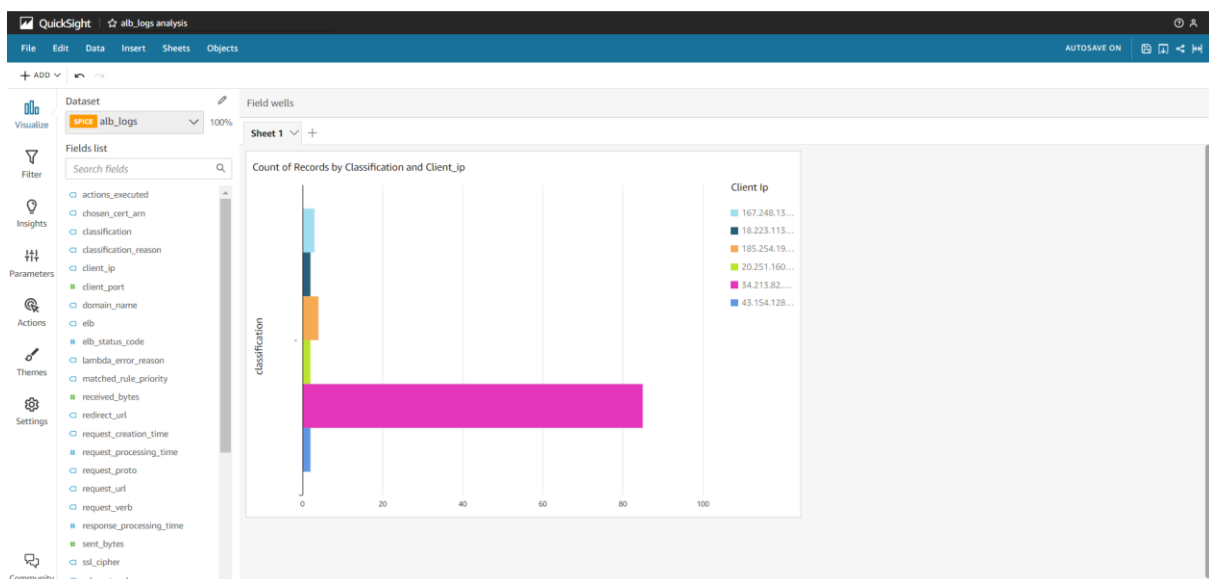 QuickSight ☆ alb_logs analysis
File Edit Data Insert Sheets Objects AUTOSAVE ON
+ ADD
Visualize
Filter
Insights
Parameters
Actions
Themes
Settings
Community
Dataset
SPICE alb_logs 100%
Fields list
Search fields
actions_executed
chosen_cert_arn
classification
classification_reason
client_ip
client_port
domain_name
elb
elb_status_code
lambda_error_reason
matched_rule_priority
received_bytes
redirect_url
request_creation_time
request_processing_time
request_proto
request_url
request_verb
response_processing_time
sent_bytes
ssl_cipher
Field wells
Sheet 1 +
Count of Records by Classification and Client_ip
classification
-
0 20 40 60 80 100
Client Ip
167.248.13...
18.223.113...
185.254.19...
20.251.160...
34.213.82....
43.154.128...